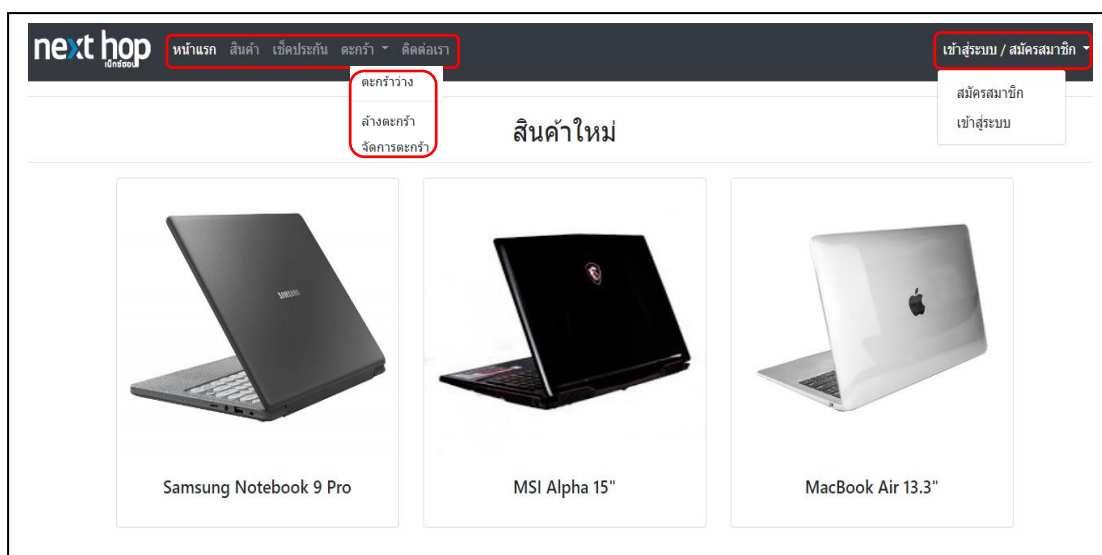 next hop
เน็กซ์ฮอป
หน้าแรก สินค้า เช็คประกัน ตะกร้า ติดต่อเรา
เข้าสู่ระบบ / สมัครสมาชิก
ตะกร้าว่าง
ล้างตะกร้า
จัดการตะกร้า
สมัครสมาชิก
เข้าสู่ระบบ
สินค้าใหม่
SAMSUNG
Samsung Notebook 9 Pro
MSI Alpha 15"
MacBook Air 13.3"